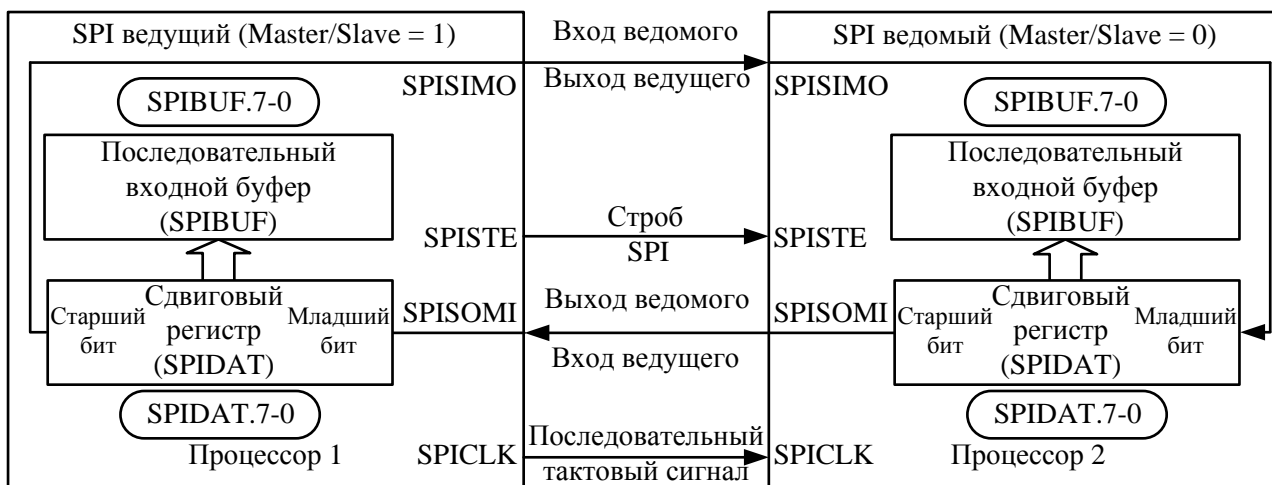 SPI ведущий (Master/Slave = 1)
SPISIMO
SPIBUF.7-0
Последовательный
входной буфер
(SPIBUF)
SPISTE
Старший
бит
Сдвиговый
регистр
(SPIDAT)
Младший
бит
SPISOMI
SPIDAT.7-0
Процессор 1
SPICLK
Вход ведомого
Выход ведущего
Строб
SPI
Выход ведомого
Вход ведущего
Последовательный
тактовый сигнал
SPI ведомый (Master/Slave = 0)
SPISIMO
SPIBUF.7-0
Последовательный
входной буфер
(SPIBUF)
SPISTE
SPISOMI
Старший
бит
Сдвиговый
регистр
(SPIDAT)
Младший
бит
SPIDAT.7-0
SPICLK
Процессор 2